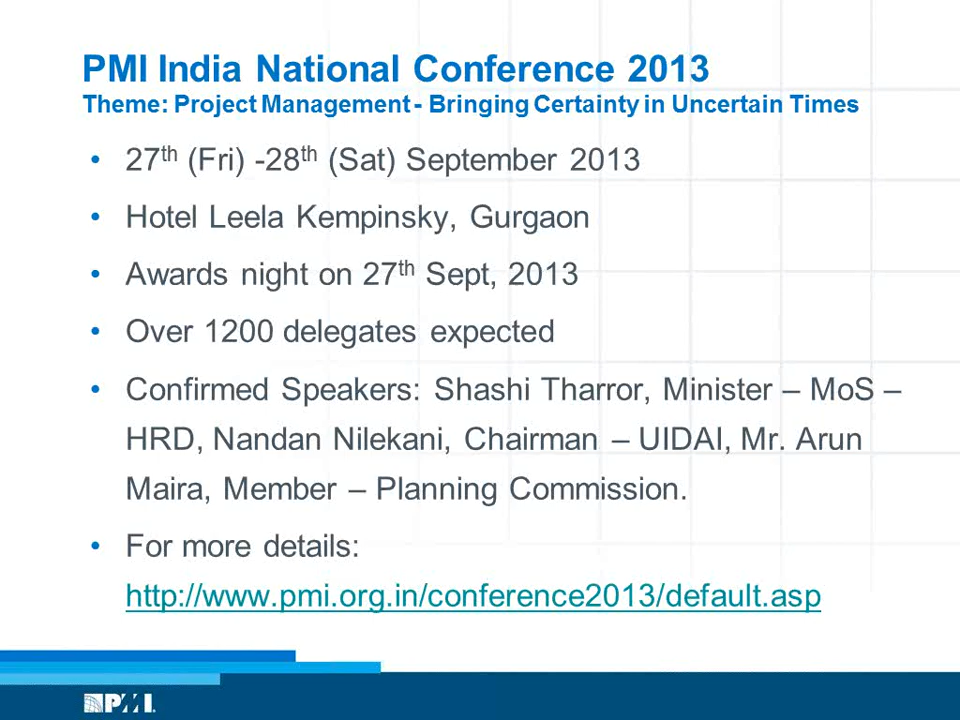 PMI India National Conference 2013
Theme: Project Management - Bringing Certainty in Uncertain Times
• 27th (Fri) -28th (Sat) September 2013
• Hotel Leela Kempinsky, Gurgaon
• Awards night on 27th Sept, 2013
• Over 1200 delegates expected
• Confirmed Speakers: Shashi Tharror, Minister – MoS –
HRD, Nandan Nilekani, Chairman – UIDAI, Mr. Arun
Maira, Member – Planning Commission.
• For more details:
http://www.pmi.org.in/conference2013/default.asp
PMI